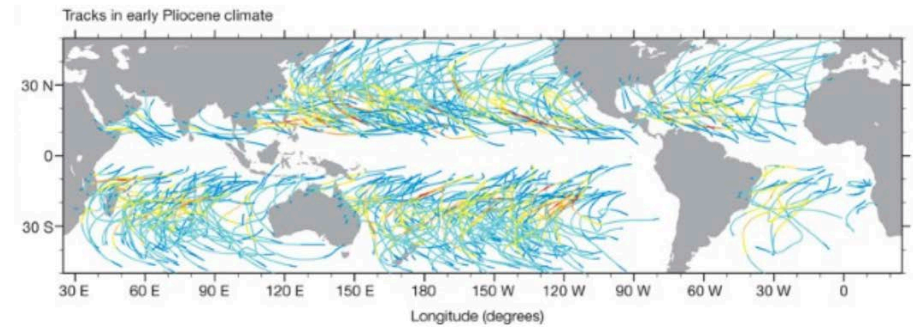 Tracks in early Pliocene climate
30 N
0
30 S
30 E 60 E 90 E 120 E 150 E 180 150 W 120 W 90 W 60 W 30 W 0
Longitude (degrees)